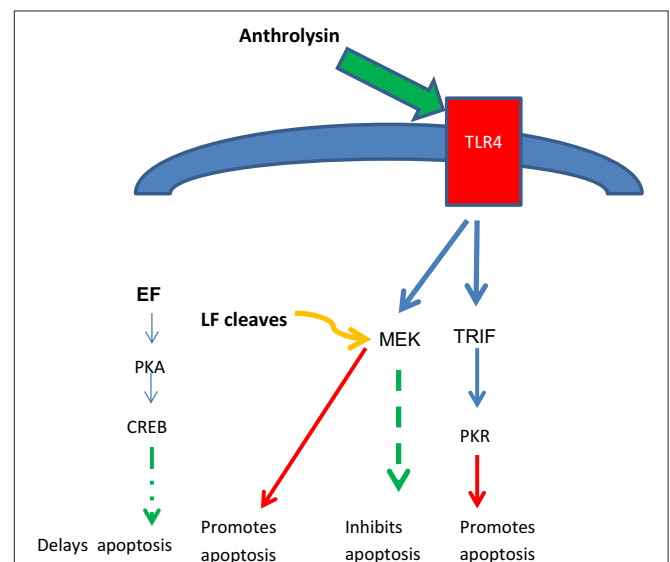 Anthrolysin
TLR4
EF
LF cleaves
MEK
TRIF
PKA
CREB
PKR
Delays apoptosis
Promotes
apoptosis
Inhibits
apoptosis
Promotes
apoptosis